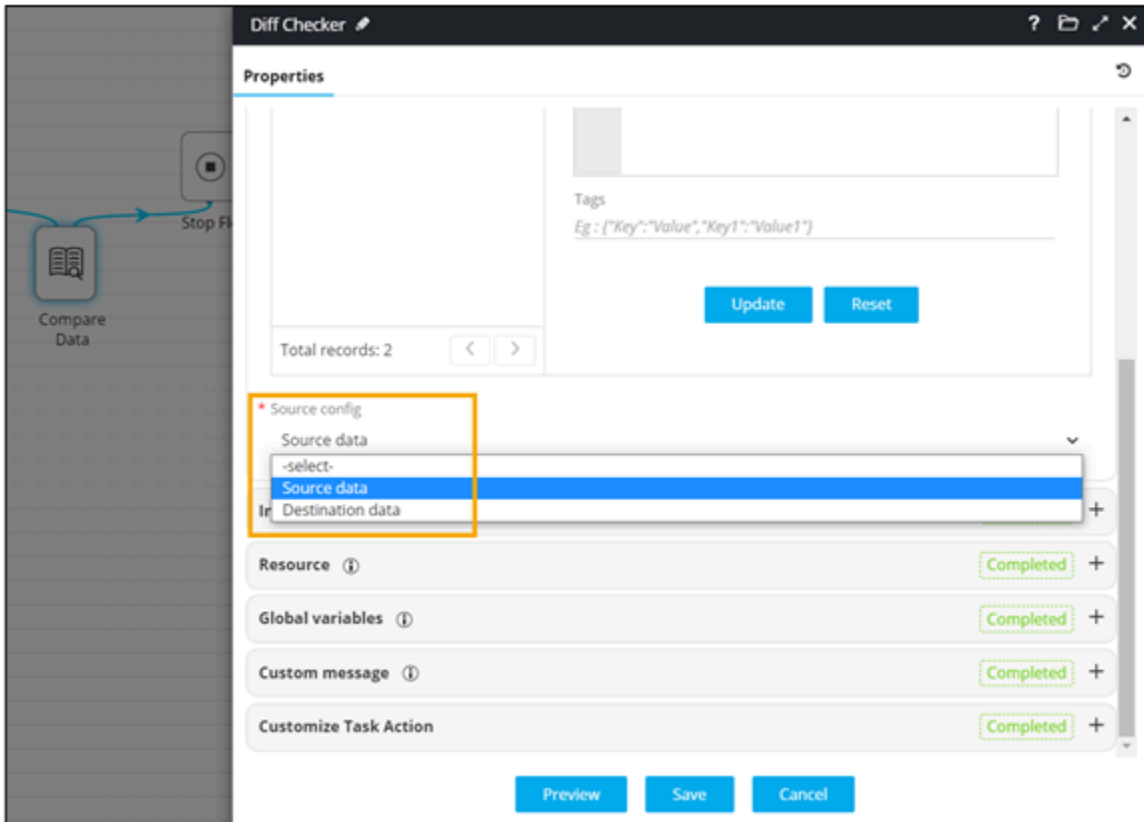 Diff Checker
?
Properties
Stop Fl
Tags
Eg : {"Key":"Value","Key1":"Value1"}
Update Reset
Compare
Data
Total records: 2
* Source config
Source data
-select-
Source data
Destination data
Resource
Completed +
Global variables
Completed +
Custom message
Completed +
Customize Task Action
Completed +
Preview Save Cancel